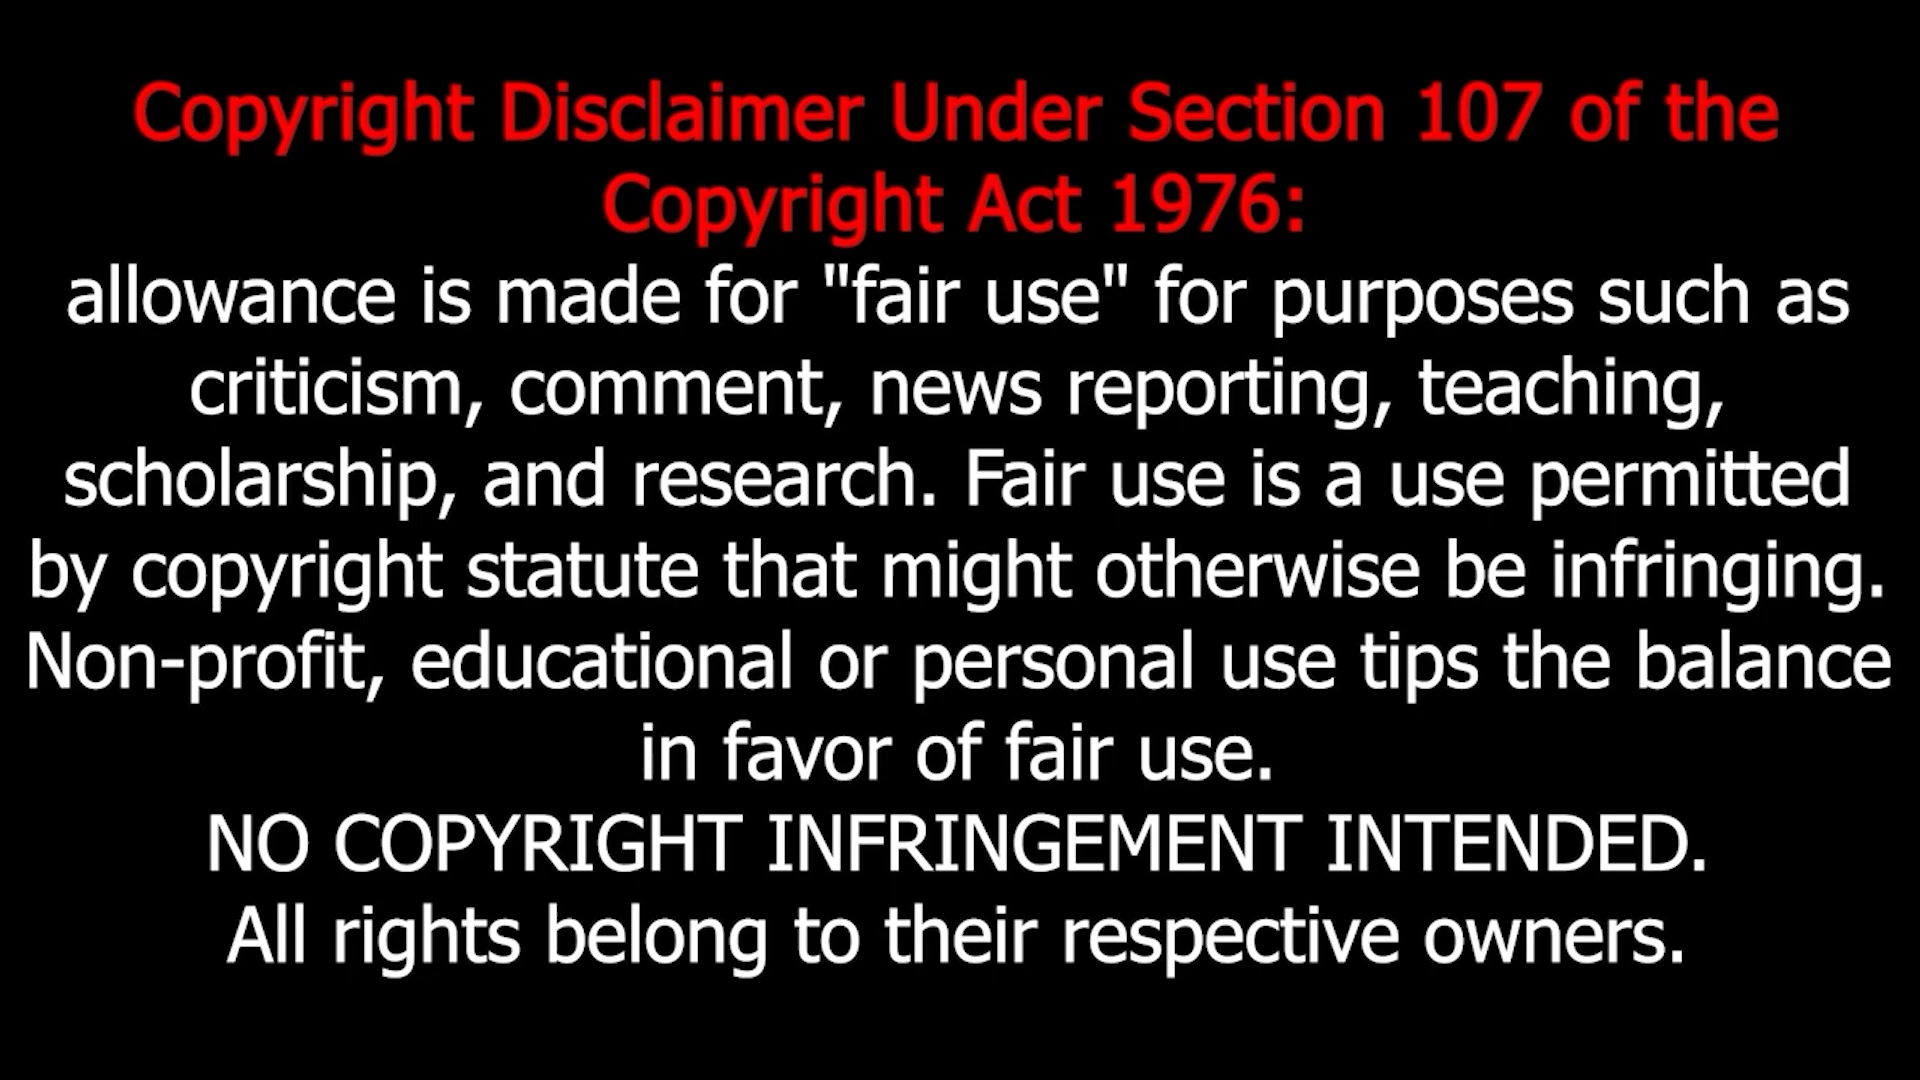 Copyright Disclaimer Under Section 107 of the
Copyright Act 1976:
allowance is made for "fair use" for purposes such as
criticism, comment, news reporting, teaching,
scholarship, and research. Fair use is a use permitted
by copyright statute that might otherwise be infringing.
Non-profit, educational or personal use tips the balance
in favor of fair use.
NO COPYRIGHT INFRINGEMENT INTENDED.
All rights belong to their respective owners.